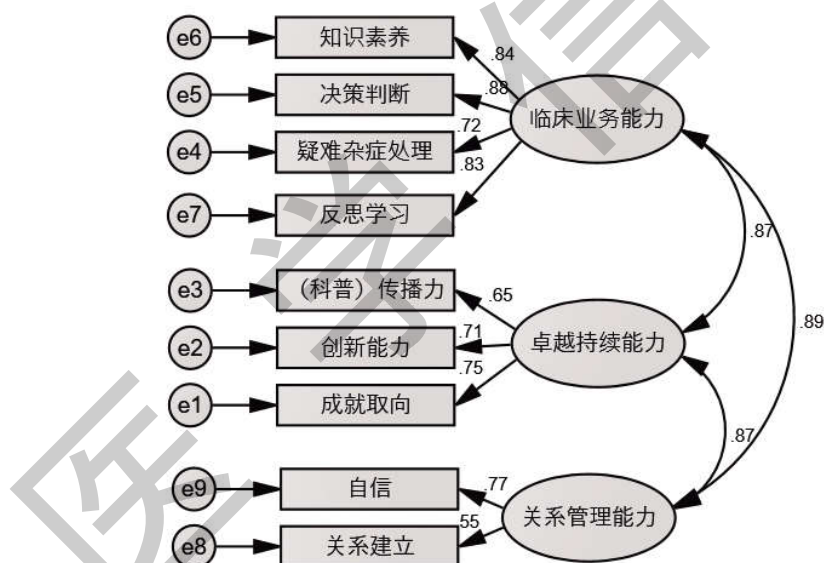 e6
知识素养
.84
e5
决策判断
.88
临床业务能力
e4
疑难杂症处理
.72
.83
e7
反思学习
.87
e3
（科普）传播力
.65
.89
e2
创新能力
.71
卓越持续能力
.75
e1
成就取向
.87
e9
自信
.77
关系管理能力
55
e8
关系建立
医学信